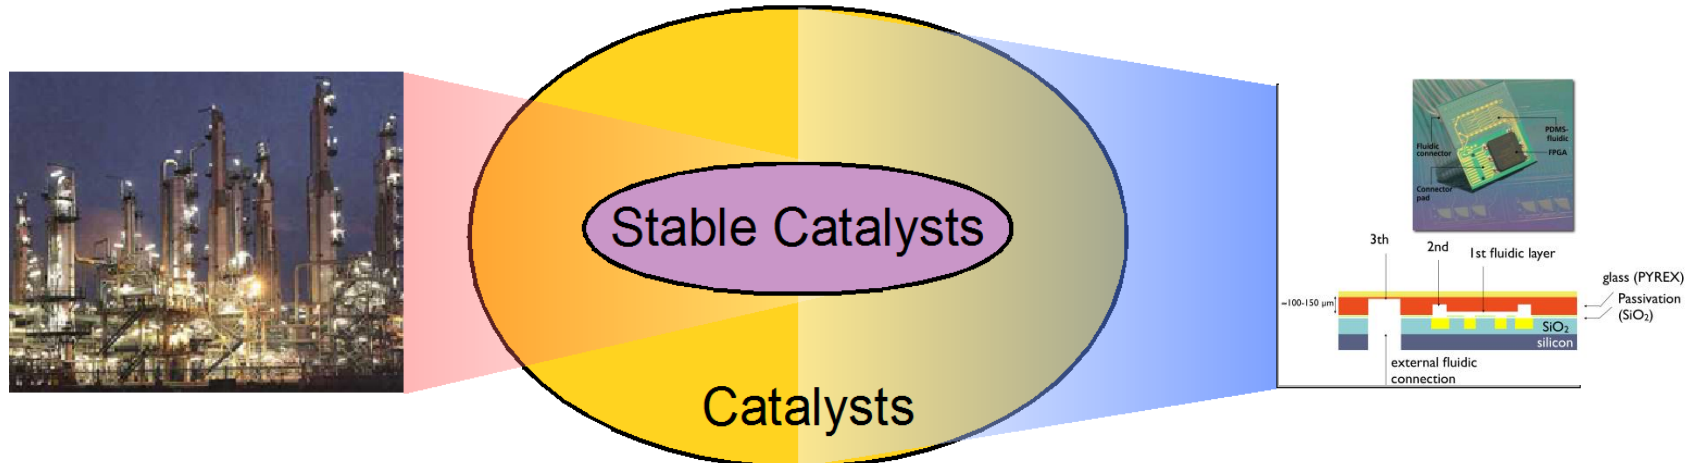 Stable Catalysts
Catalysts
Fluidic
connector
PDMS-
fluidic
FPGA
Connector
pad
3th
2nd
1st fluidic layer
glass (PYREX)
Passivation
(SiO₂)
~100-150 µm
SiO₂
silicon
external fluidic
connection